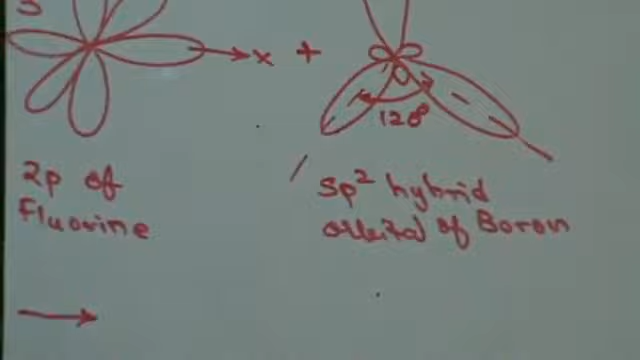 x +
120°
2p of
Fluorine
Sp² hybrid
orbital of Boron